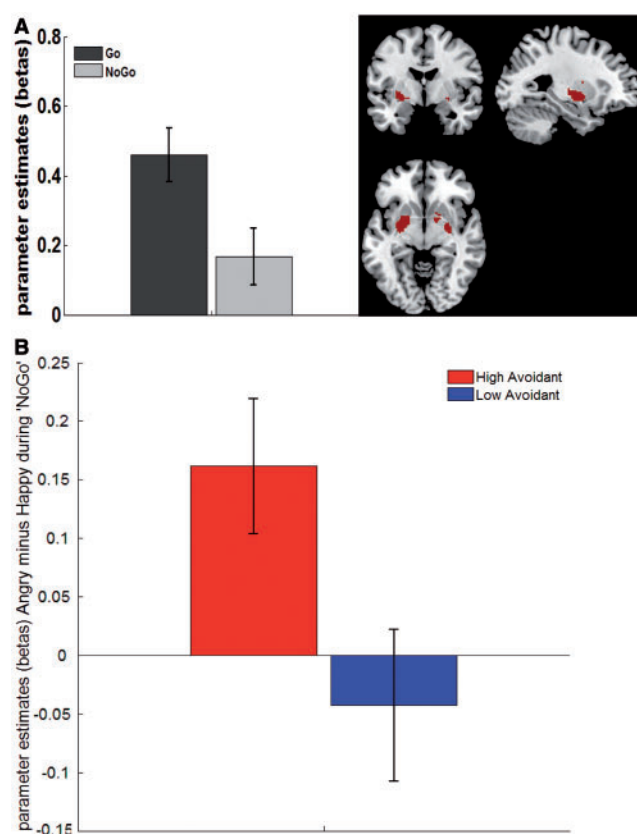 A
0.8
0.6
0.4
0.2
0
parameter estimates (betas)
Go
NoGo
B
0.25
0.2
0.15
0.1
0.05
0
-0.05
-0.1
-0.15
parameter estimates (betas) Angry minus Happy during 'NoGo'
High Avoidant
Low Avoidant